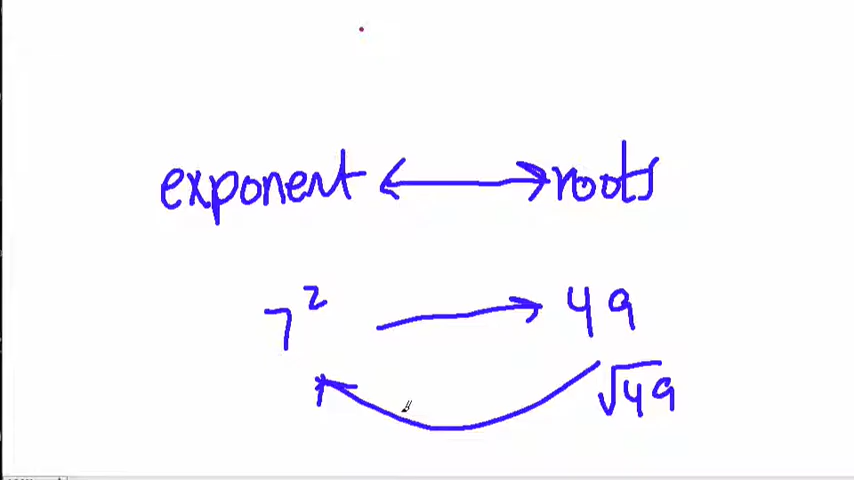 exponent ⟷ roots
7² → 49
√49